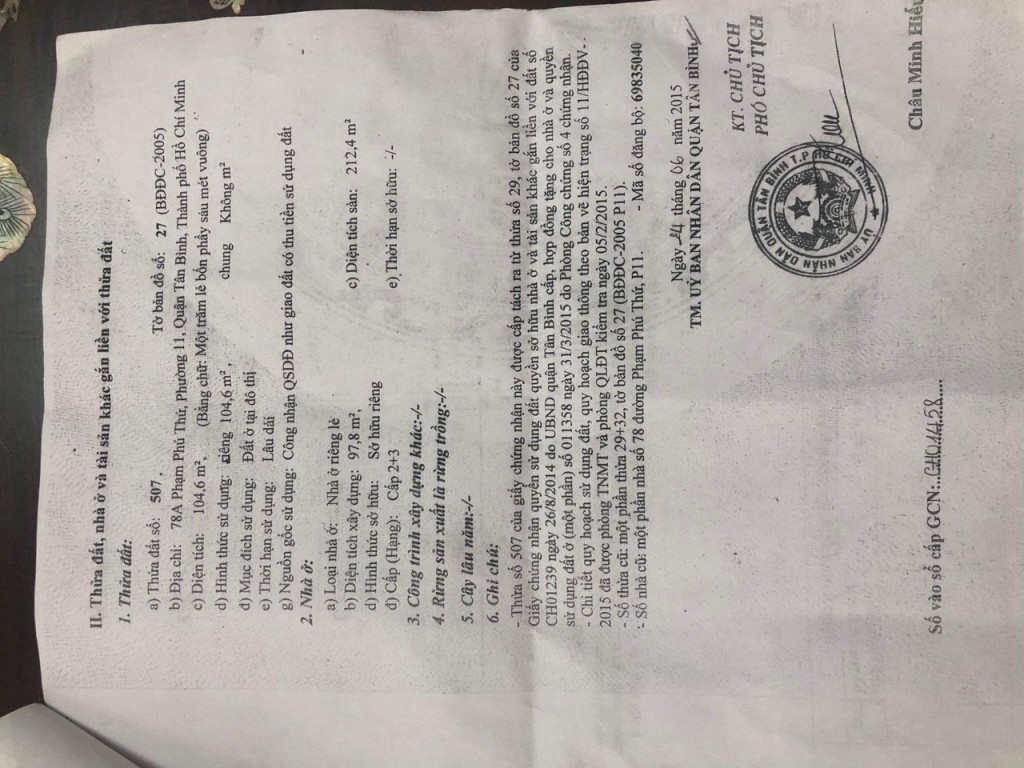 II. Thửa đất, nhà ở và tài sản khác gắn liền với thửa đất
1. Thửa đất:
a) Thửa đất số: 507, Tờ bản đồ số: 27 (BĐĐC-2005)
b) Địa chỉ: 78A Phạm Phú Thứ, Phường 11, Quận Tân Bình, Thành phố Hồ Chí Minh
c) Diện tích: 104,6 m², (Bằng chữ: Một trăm lẻ bốn phẩy sáu mét vuông)
d) Hình thức sử dụng: riêng 104,6 m², chung Không m²
đ) Mục đích sử dụng: Đất ở tại đô thị
e) Thời hạn sử dụng: Lâu dài
g) Nguồn gốc sử dụng: Công nhận QSDĐ như giao đất có thu tiền sử dụng đất
2. Nhà ở:
a) Loại nhà ở: Nhà ở riêng lẻ
b) Diện tích xây dựng: 97,8 m², c) Diện tích sàn: 212,4 m²
d) Hình thức sở hữu: Sở hữu riêng
đ) Cấp (Hạng): Cấp 2+3 e) Thời hạn sở hữu: -/-
3. Công trình xây dựng khác:-/-
4. Rừng sản xuất là rừng trồng:-/-
5. Cây lâu năm:-/-
6. Ghi chú:
- Thửa số 507 của giấy chứng nhận này được cấp tách ra từ thửa số 29, tờ bản đồ số 27 của
Giấy chứng nhận quyền sử dụng đất quyền sở hữu nhà ở và tài sản khác gắn liền với đất số
CH01239 ngày 26/8/2014 do UBND quận Tân Bình cấp, hợp đồng tặng cho nhà ở và quyền
sử dụng đất ở (một phần) số 011358 ngày 31/3/2015 do Phòng Công chứng số 4 chứng nhận.
- Chi tiết quy hoạch sử dụng đất, quy hoạch giao thông theo bản vẽ hiện trạng số 11/HĐĐV-
2015 đã được phòng TNMT và phòng QLĐT kiểm tra ngày 05/2/2015.
- Số thửa cũ: một phần thửa 29+32, tờ bản đồ số 27 (BĐĐC-2005 P11).
- Số nhà cũ: một phần nhà số 78 đường Phạm Phú Thứ, P11. - Mã số đăng bộ: 69835040
Ngày 24 tháng 06 năm 2015
TM. UỶ BAN NHÂN DÂN QUẬN TÂN BÌNH
KT. CHỦ TỊCH
PHÓ CHỦ TỊCH
ỦY BAN NHÂN DÂN QUẬN TÂN BÌNH T.P HỒ CHÍ MINH
Châu Minh Hiếu
Số vào sổ cấp GCN:..CH01458...